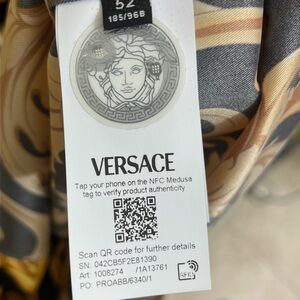 52
185/96B
VERSACE
Tap your phone on the NFC Medusa
tag to verify product authenticity
Scan QR code for further details
SN: 042CB5F2E81390
Art: 1008274 /1A13761
PO: PROABB/6340/1
RFID